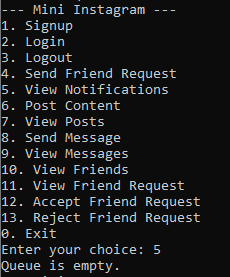 --- Mini Instagram ---
1. Signup
2. Login
3. Logout
4. Send Friend Request
5. View Notifications
6. Post Content
7. View Posts
8. Send Message
9. View Messages
10. View Friends
11. View Friend Request
12. Accept Friend Request
13. Reject Friend Request
0. Exit
Enter your choice: 5
Queue is empty.